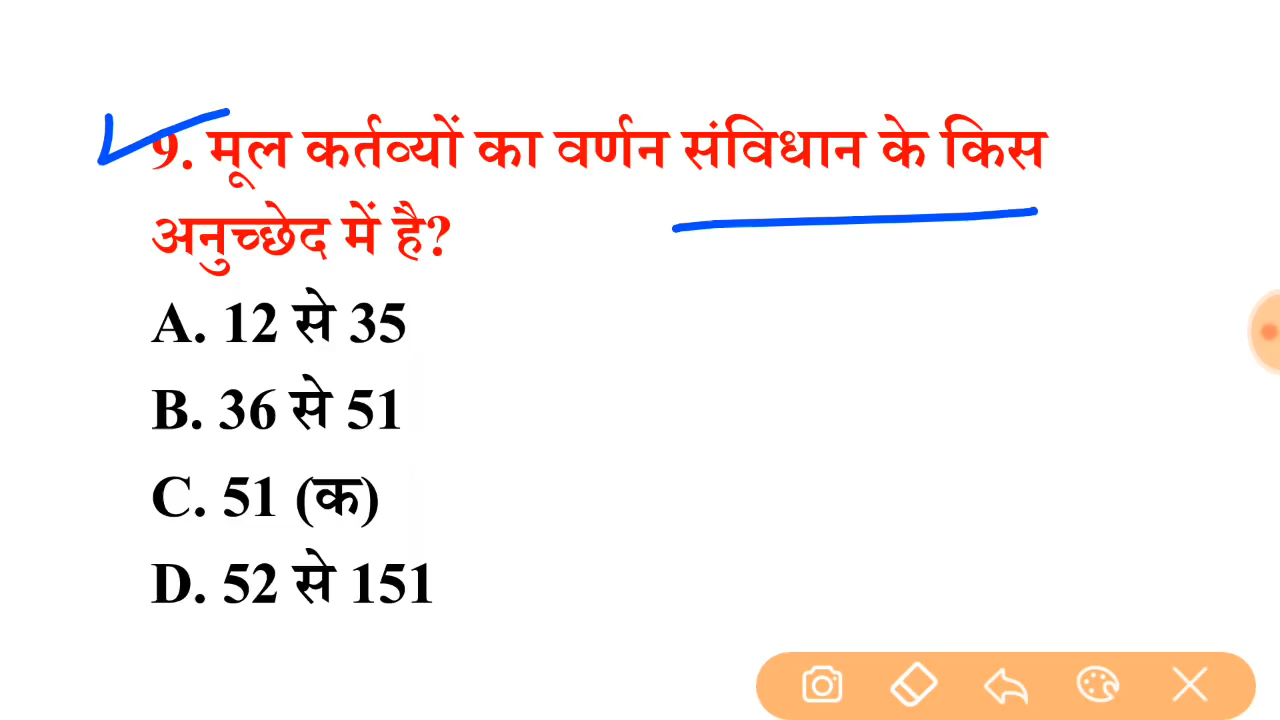 9. मूल कर्तव्यों का वर्णन संविधान के किस
अनुच्छेद में है?
A. 12 से 35
B. 36 से 51
C. 51 (क)
D. 52 से 151